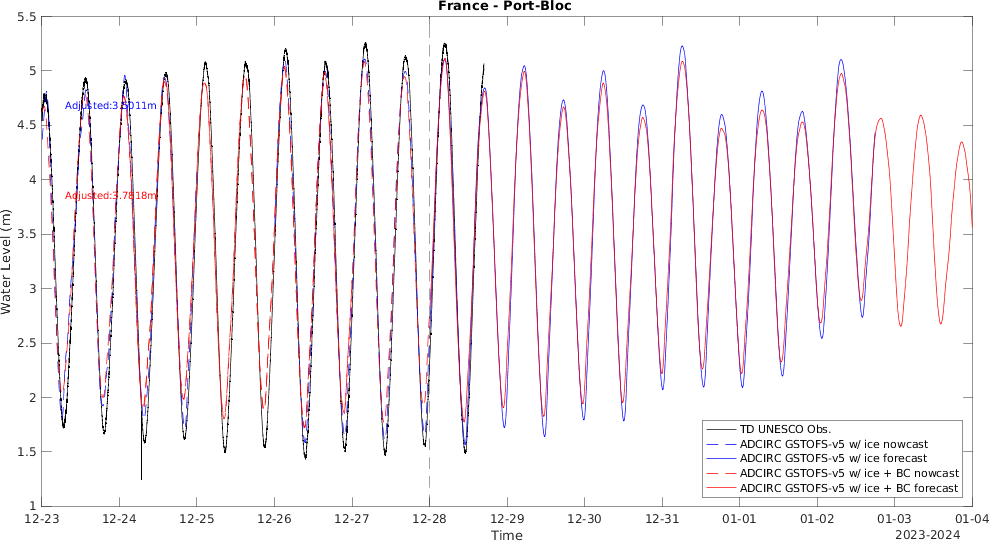 France - Port-Bloc
5.5
5
4.5
4
3.5
3
2.5
2
1.5
1
Water Level (m)
Adjusted:3.7818m
TD UNESCO Obs.
ADCIRC GSTOFS-v5 w/ ice nowcast
ADCIRC GSTOFS-v5 w/ ice forecast
ADCIRC GSTOFS-v5 w/ ice + BC nowcast
ADCIRC GSTOFS-v5 w/ ice + BC forecast
12-23 12-24 12-25 12-26 12-27 12-28 12-29 12-30 12-31 01-01 01-02 01-03 01-04
Time
2023-2024